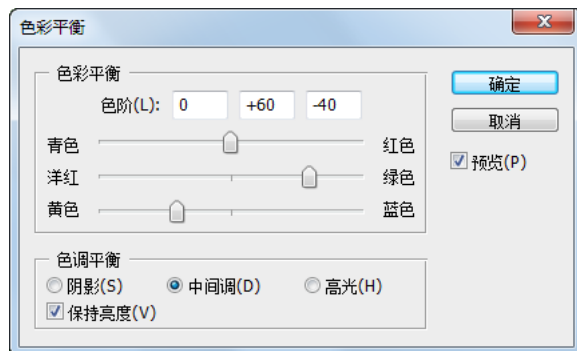 色彩平衡
色彩平衡
色阶(L): 0 +60 -40
青色 红色
洋红 绿色
黄色 蓝色
色调平衡
阴影(S) 中间调(D) 高光(H)
保持亮度(V)
确定
取消
预览(P)